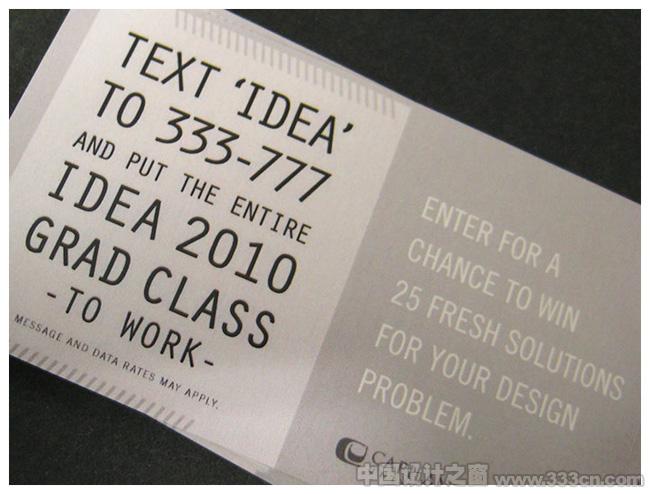 TEXT ‘IDEA’
TO 333-777
AND PUT THE ENTIRE
IDEA 2010
GRAD CLASS
-TO WORK-
MESSAGE AND DATA RATES MAY APPLY.
ENTER FOR A
CHANCE TO WIN
25 FRESH SOLUTIONS
FOR YOUR DESIGN
PROBLEM.
中国设计之窗 www.333cn.com